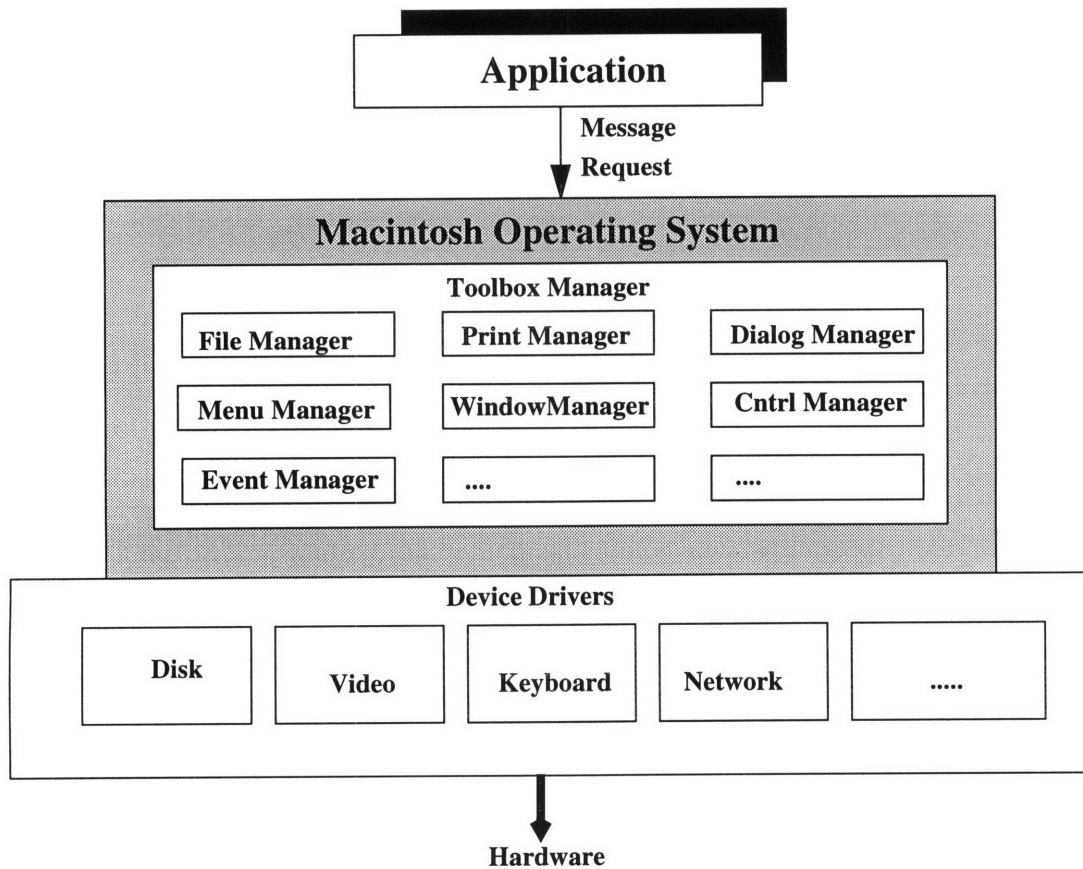 Application
Message
Request
Macintosh Operating System
Toolbox Manager
File Manager
Print Manager
Dialog Manager
Menu Manager
WindowManager
Cntrl Manager
Event Manager
....
....
Device Drivers
Disk
Video
Keyboard
Network
.....
Hardware